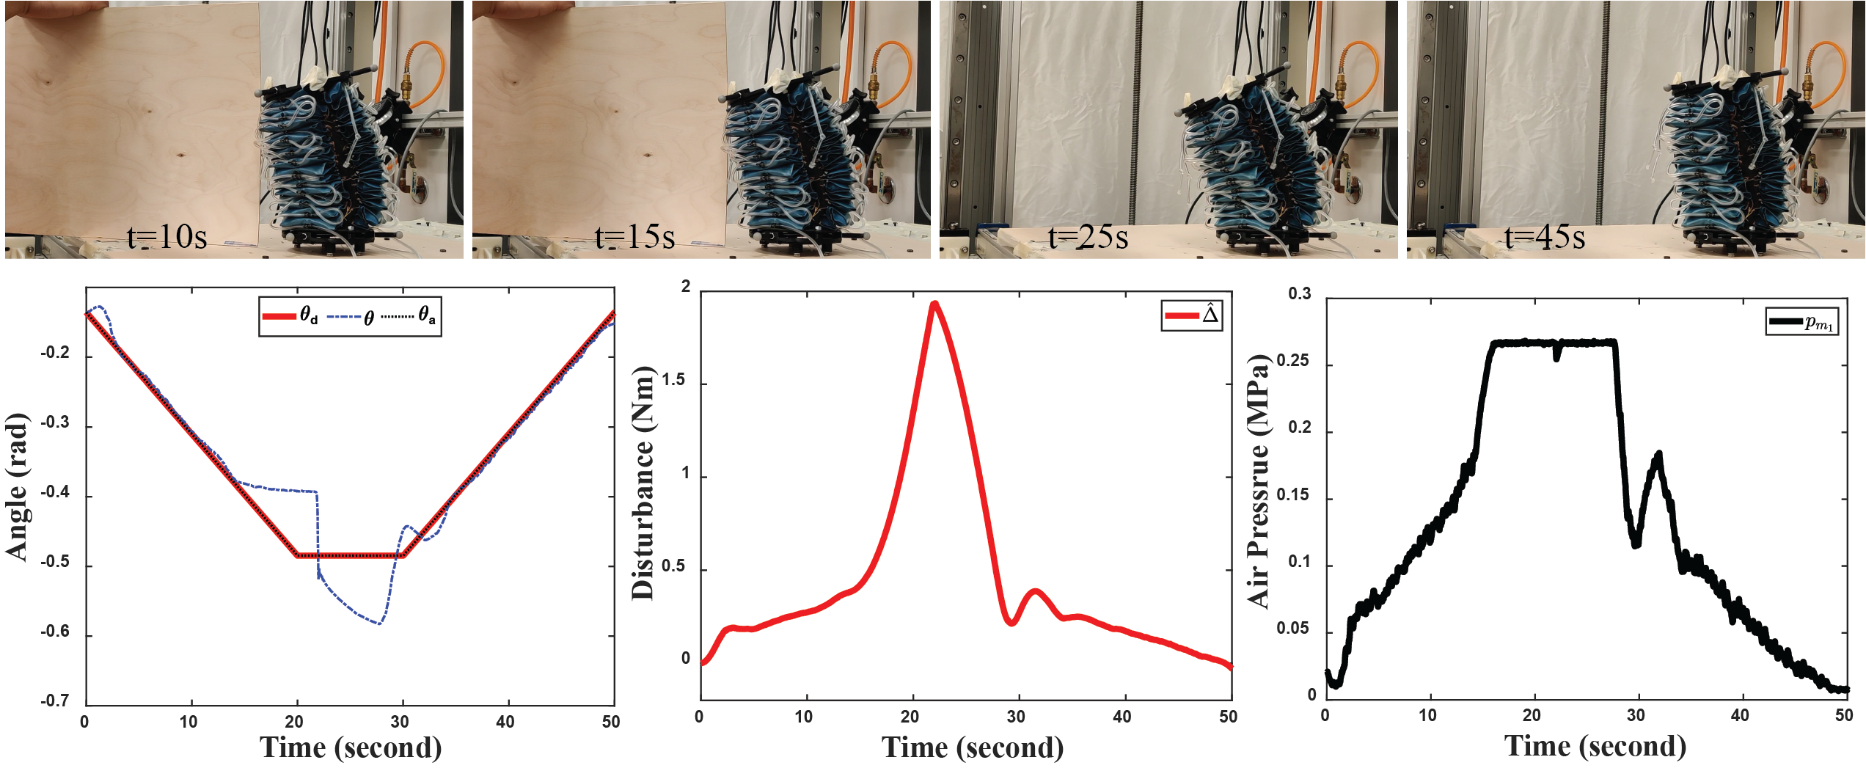 t=10s
t=15s
t=25s
t=45s
θd θ θa
-0.2
-0.3
-0.4
-0.5
-0.6
-0.7
0 10 20 30 40 50
Angle (rad)
Time (second)
Δ̂
2
1.5
1
0.5
0
0 10 20 30 40 50
Disturbance (Nm)
Time (second)
pm1
0.3
0.25
0.2
0.15
0.1
0.05
0
0 10 20 30 40 50
Air Pressrue (MPa)
Time (second)